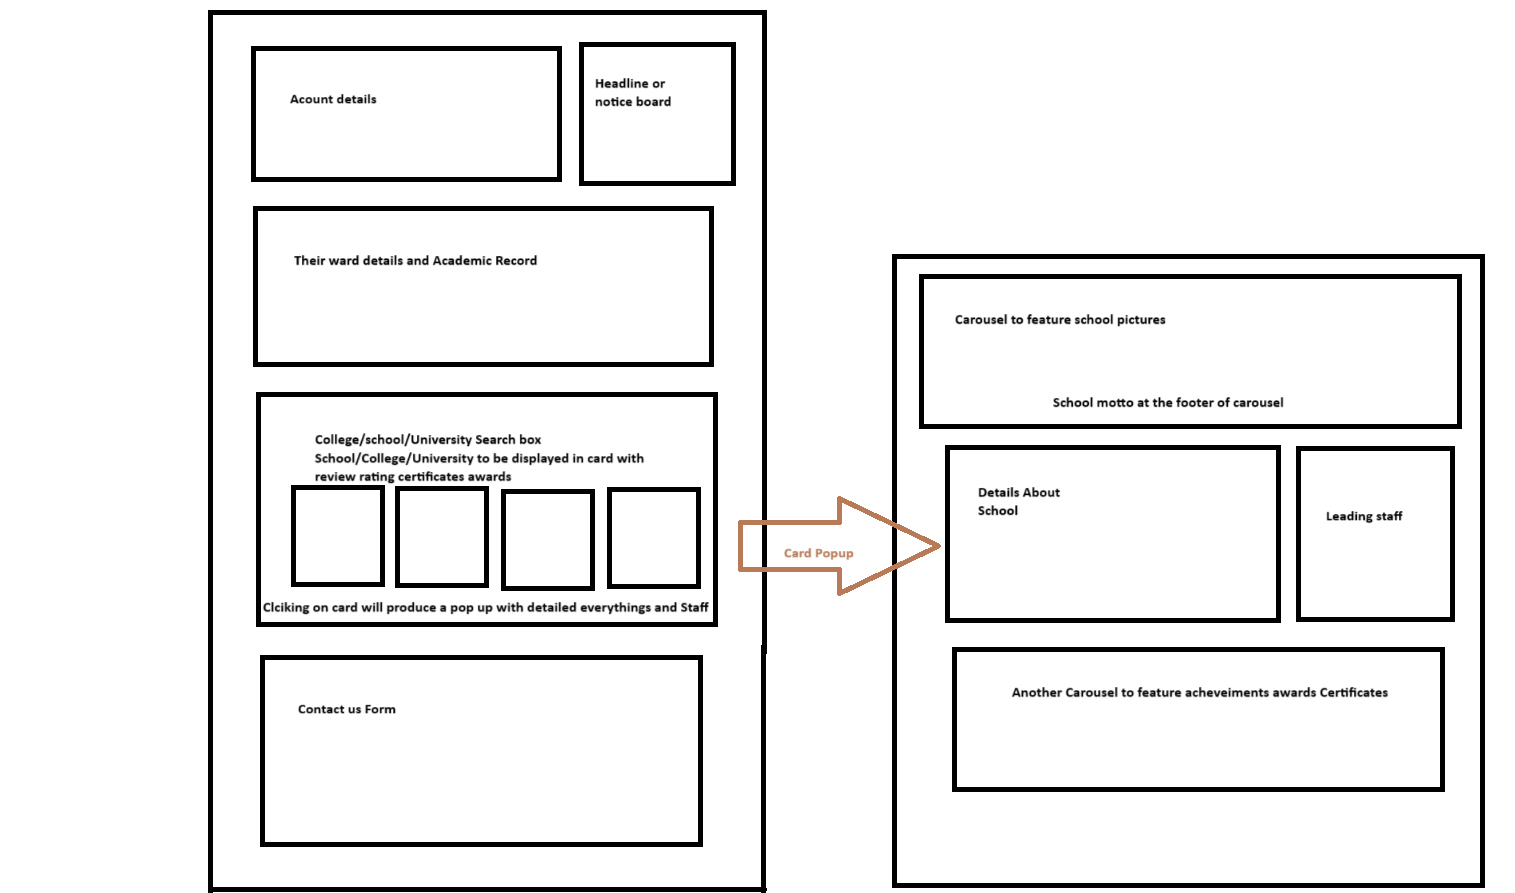 Acount details
Headline or
notice board
Their ward details and Academic Record
College/school/University Search box
School/College/University to be displayed in card with
review rating certificates awards
Clciking on card will produce a pop up with detailed everythings and Staff
Contact us Form
Card Popup
Carousel to feature school pictures
School motto at the footer of carousel
Details About
School
Leading staff
Another Carousel to feature acheveiments awards Certificates